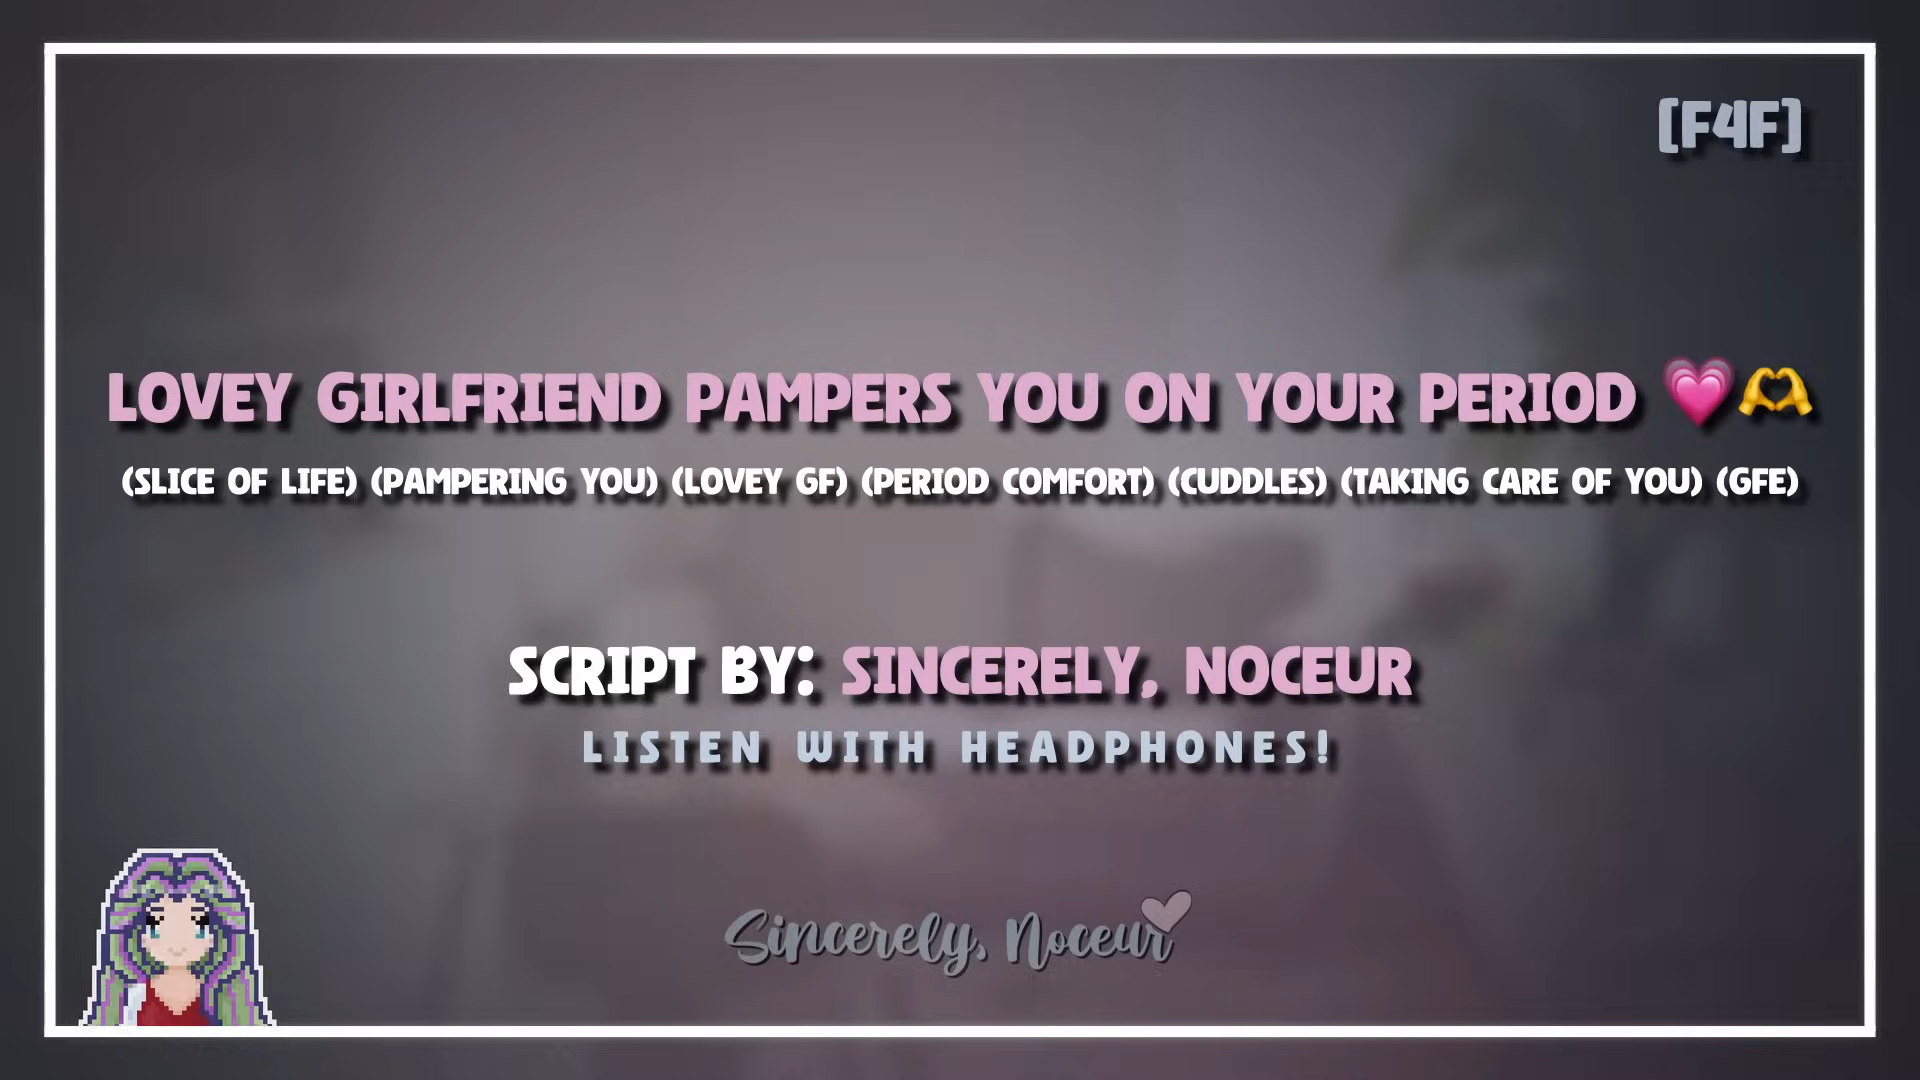 [F4F]
LOVEY GIRLFRIEND PAMPERS YOU ON YOUR PERIOD 💗🫶
(SLICE OF LIFE) (PAMPERING YOU) (LOVEY GF) (PERIOD COMFORT) (CUDDLES) (TAKING CARE OF YOU) (GFE)
SCRIPT BY: SINCERELY, NOCEUR
LISTEN WITH HEADPHONES!
Sincerely, Noceur